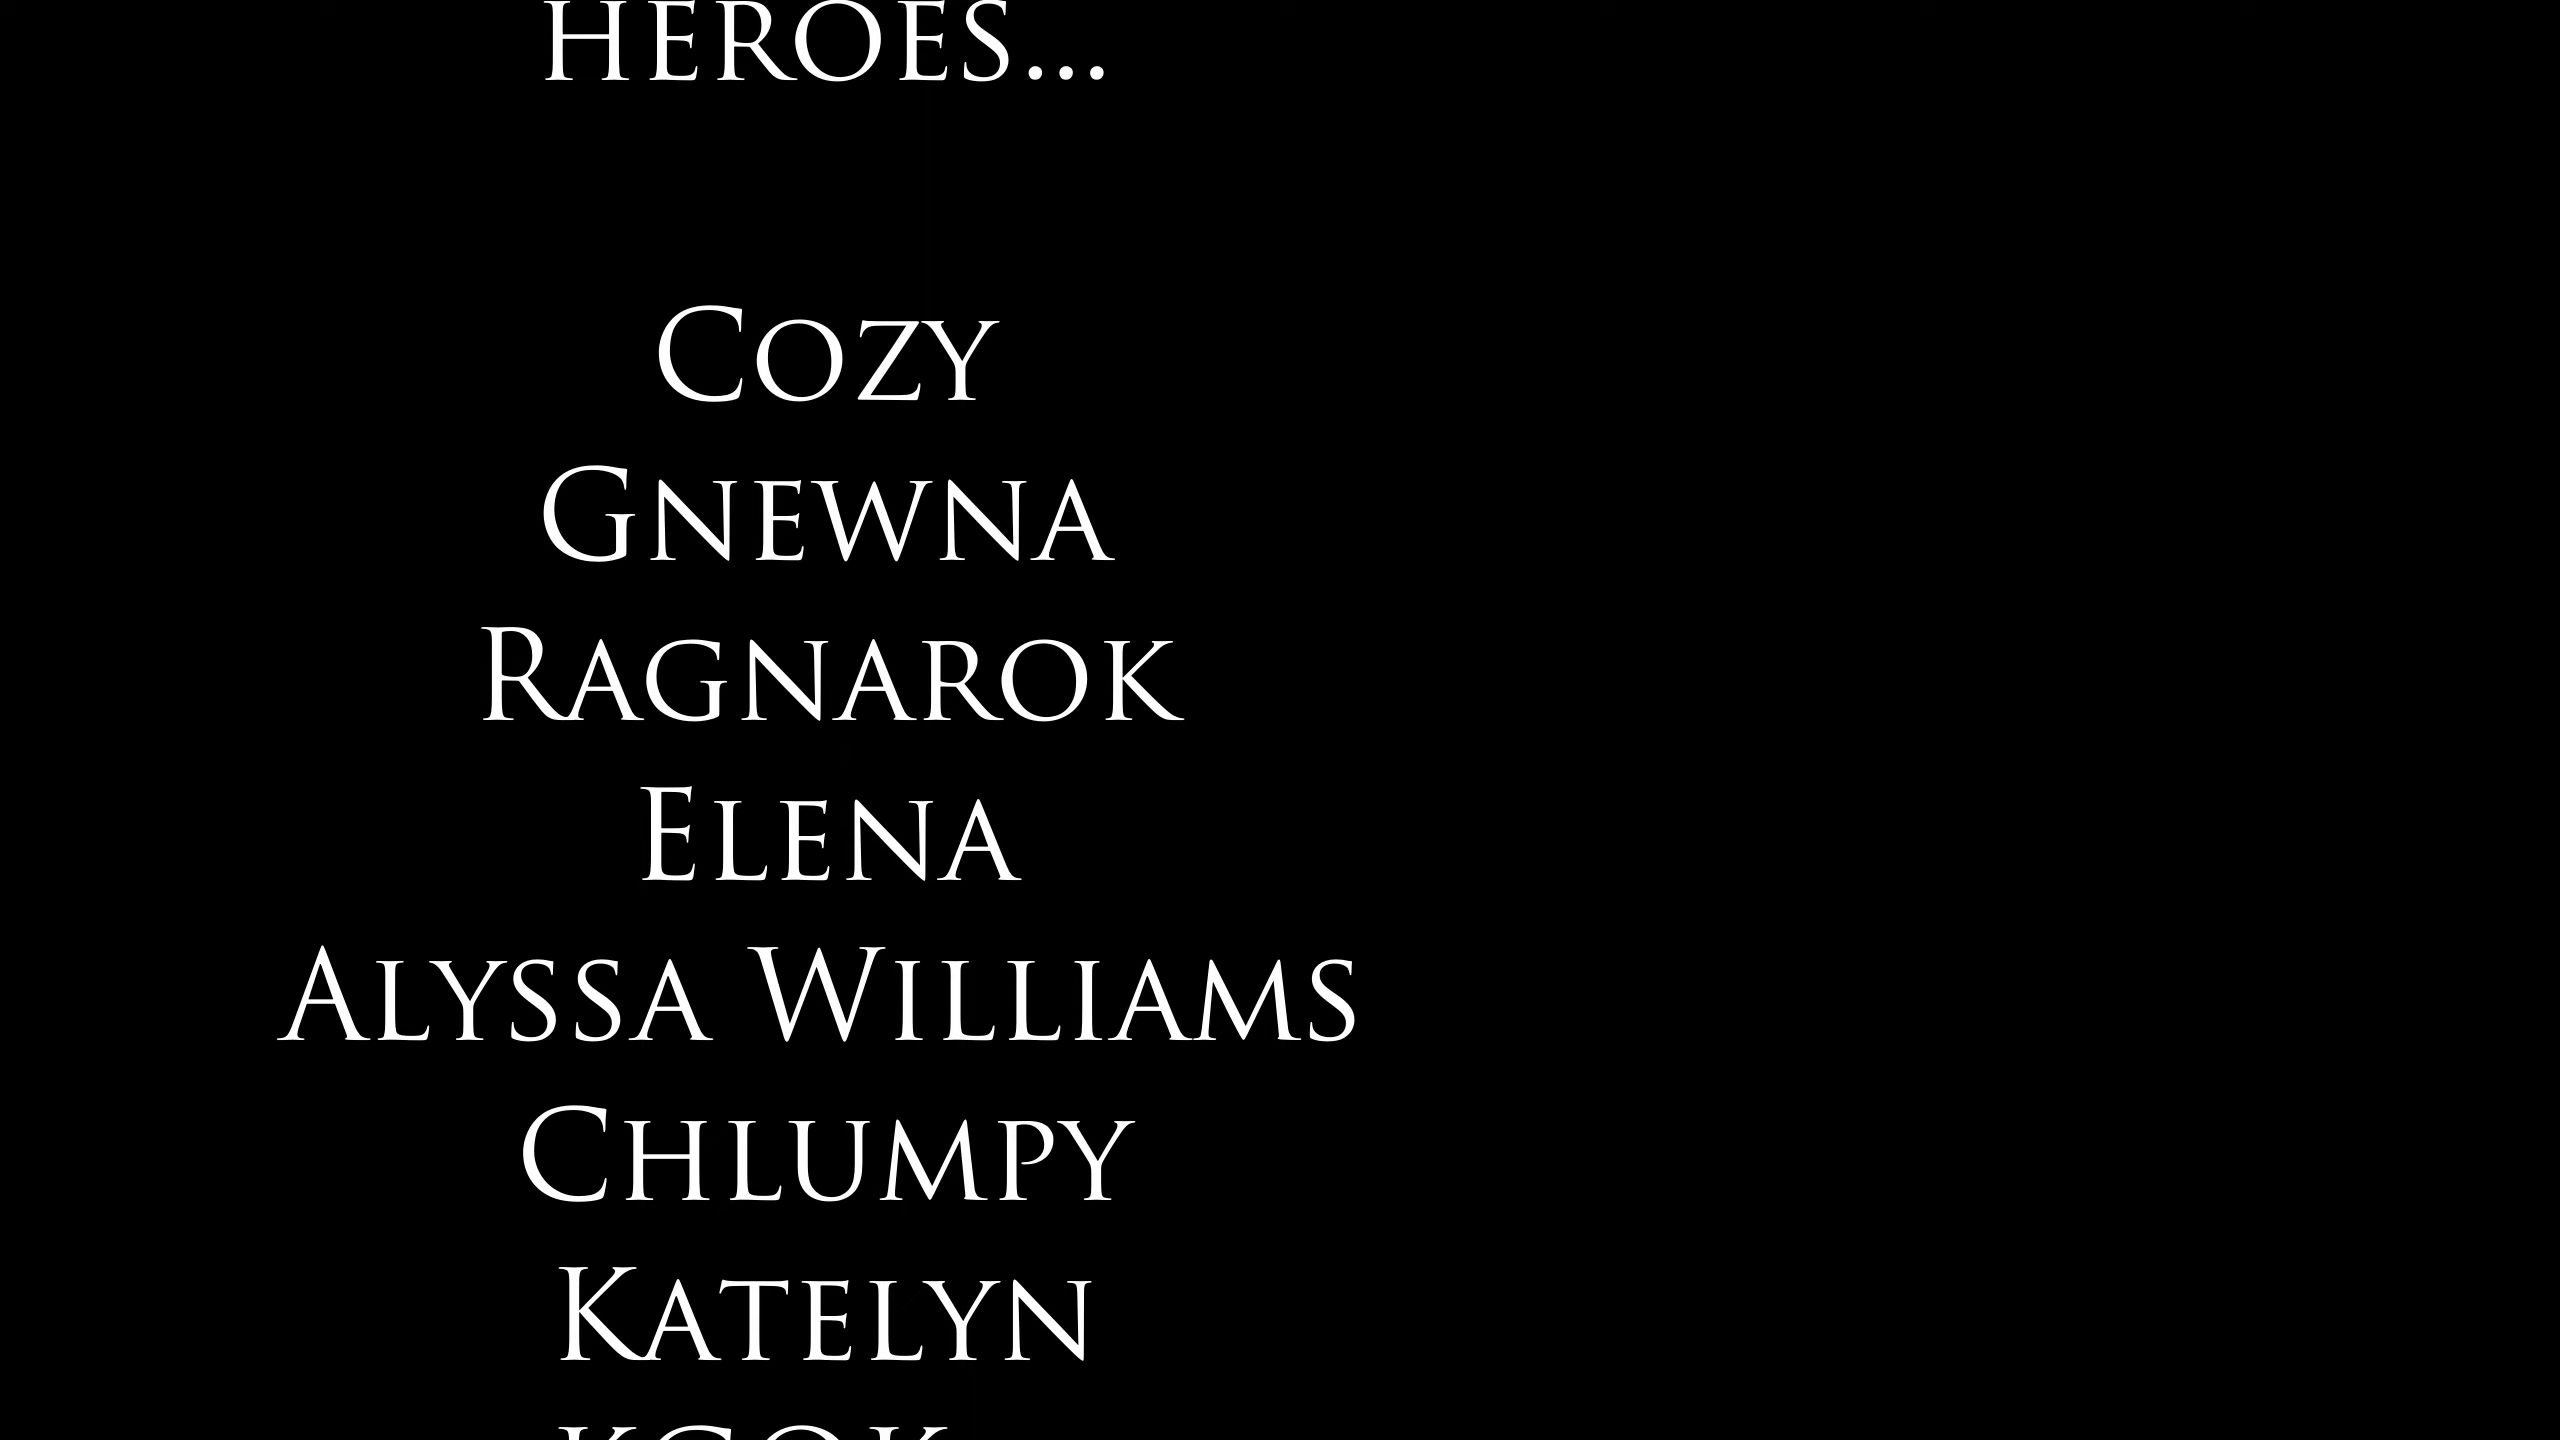 HEROES...
COZY
GNEWNA
RAGNAROK
ELENA
ALYSSA WILLIAMS
CHLUMPY
KATELYN